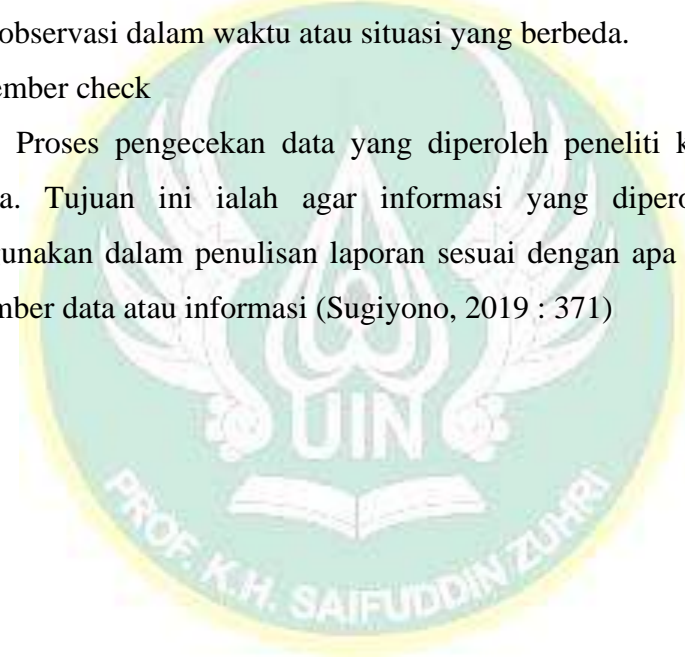 observasi dalam waktu atau situasi yang berbeda.
ember check
Proses pengecekan data yang diperoleh peneliti k
a. Tujuan ini ialah agar informasi yang dipero
unakan dalam penulisan laporan sesuai dengan apa
mber data atau informasi (Sugiyono, 2019 : 371)
UIN
PROF. K.H. SAIFUDDIN ZUHRI